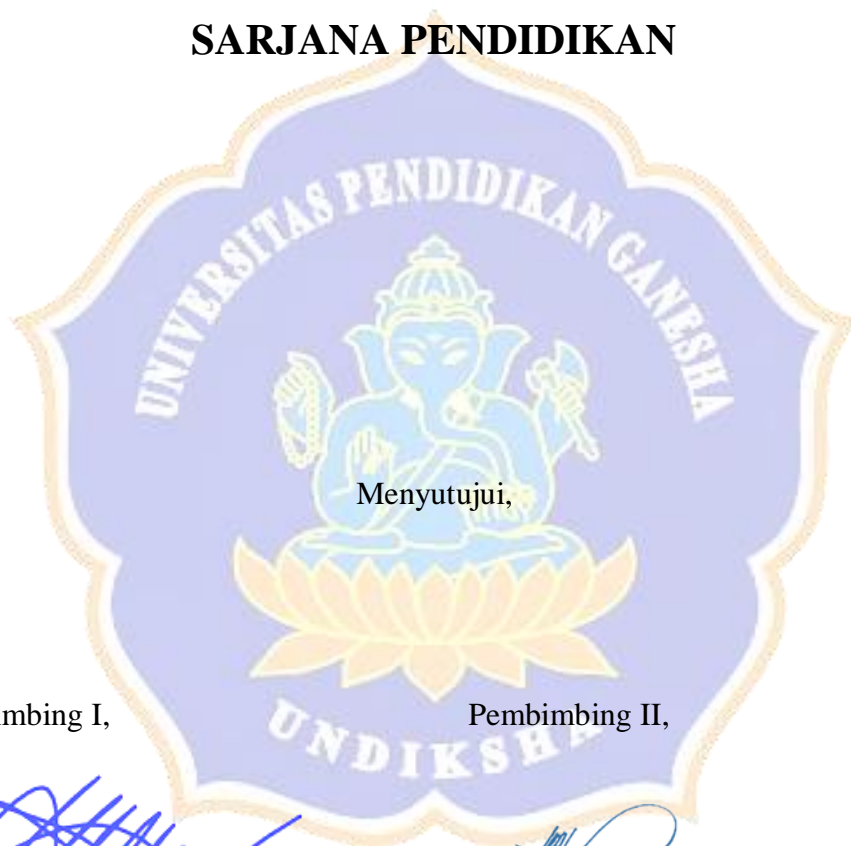 SARJANA PENDIDIKAN
UNIVERSITAS PENDIDIKAN GANESHA
Menyutujui,
mbing I,
Pembimbing II,
UNDIKSHA